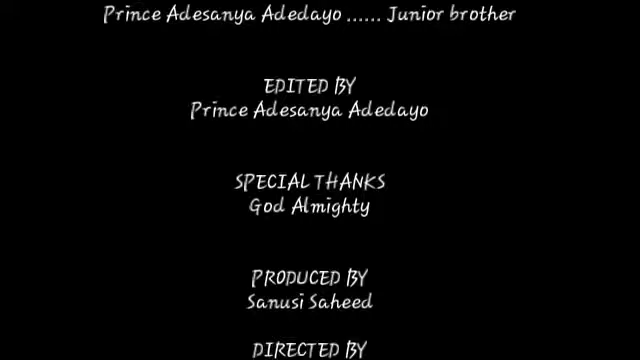 Prince Adesanya Adedayo ...... Junior brother
EDITED BY
Prince Adesanya Adedayo
SPECIAL THANKS
God Almighty
PRODUCED BY
Sanusi Saheed
DIRECTED BY